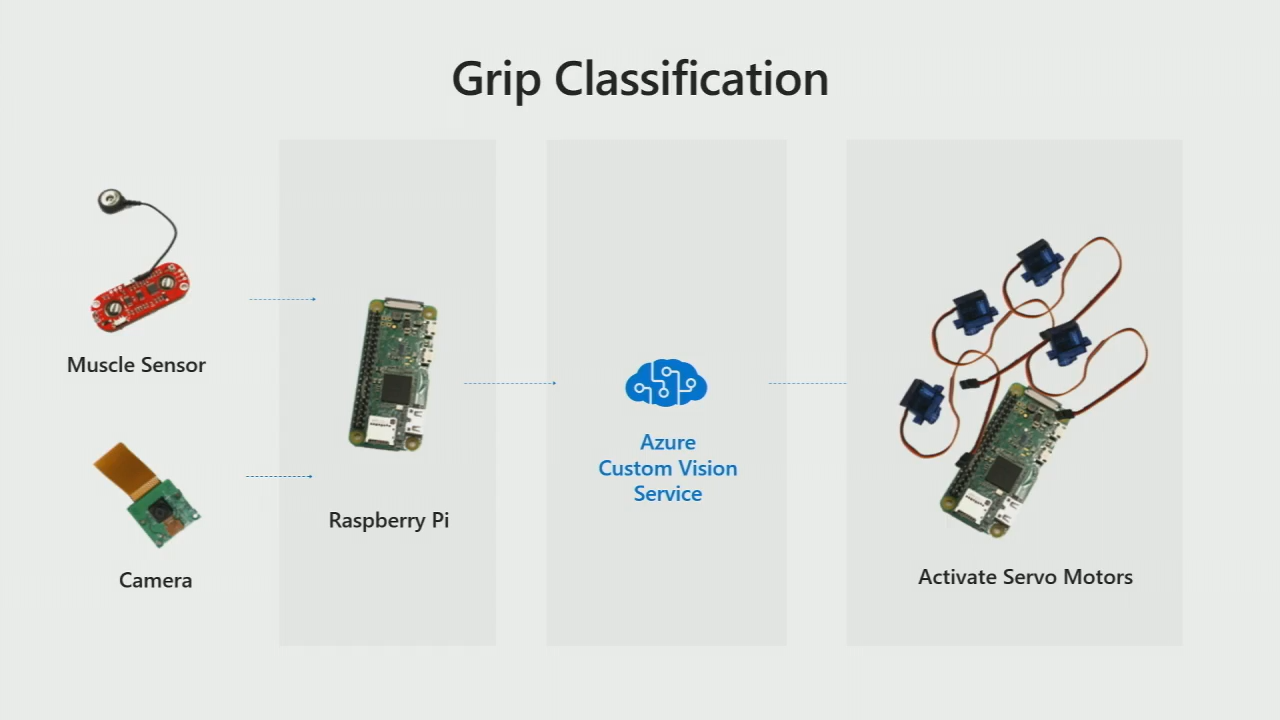 Grip Classification
Muscle Sensor
Camera
Raspberry Pi
Azure
Custom Vision
Service
Activate Servo Motors